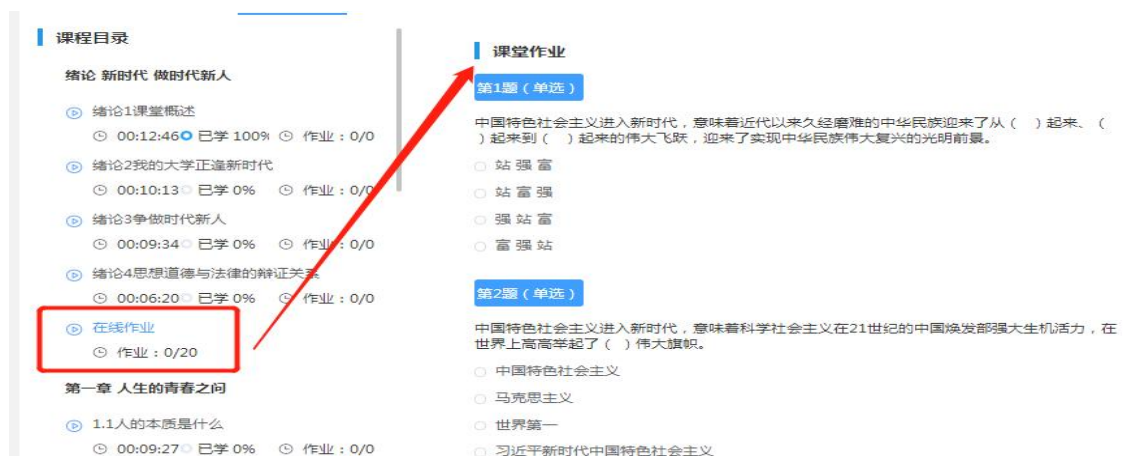 课程目录
绪论 新时代 做时代新人
绪论1课堂概述
00:12:46 已学 100% 作业：0/0
绪论2我的大学正逢新时代
00:10:13 已学 0% 作业：0/0
绪论3争做时代新人
00:09:34 已学 0% 作业：0/0
绪论4思想道德与法律的辩证关系
00:06:20 已学 0% 作业：0/0
在线作业
作业：0/20
第一章 人生的青春之问
1.1人的本质是什么
00:09:27 已学 0% 作业：0/0
课堂作业
第1题（单选）
中国特色社会主义进入新时代，意味着近代以来久经磨难的中华民族迎来了从（ ）起来、（
）起来到（ ）起来的伟大飞跃，迎来了实现中华民族伟大复兴的光明前景。
站 强 富
站 富 强
强 站 富
富 强 站
第2题（单选）
中国特色社会主义进入新时代，意味着科学社会主义在21世纪的中国焕发部强大生机活力，在
世界上高高举起了（ ）伟大旗帜。
中国特色社会主义
马克思主义
世界第一
习近平新时代中国特色社会主义